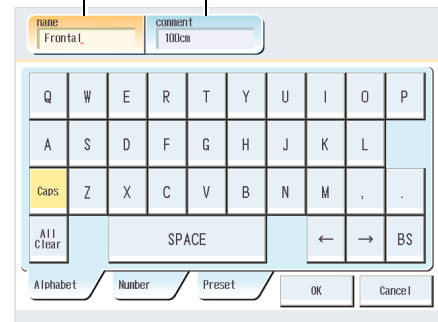 name comment
Frontal_ 100cm
Q W E R T Y U I O P
A S D F G H J K L
Caps Z X C V B N M , .
All Clear SPACE ← → BS
Alphabet Number Preset OK Cancel